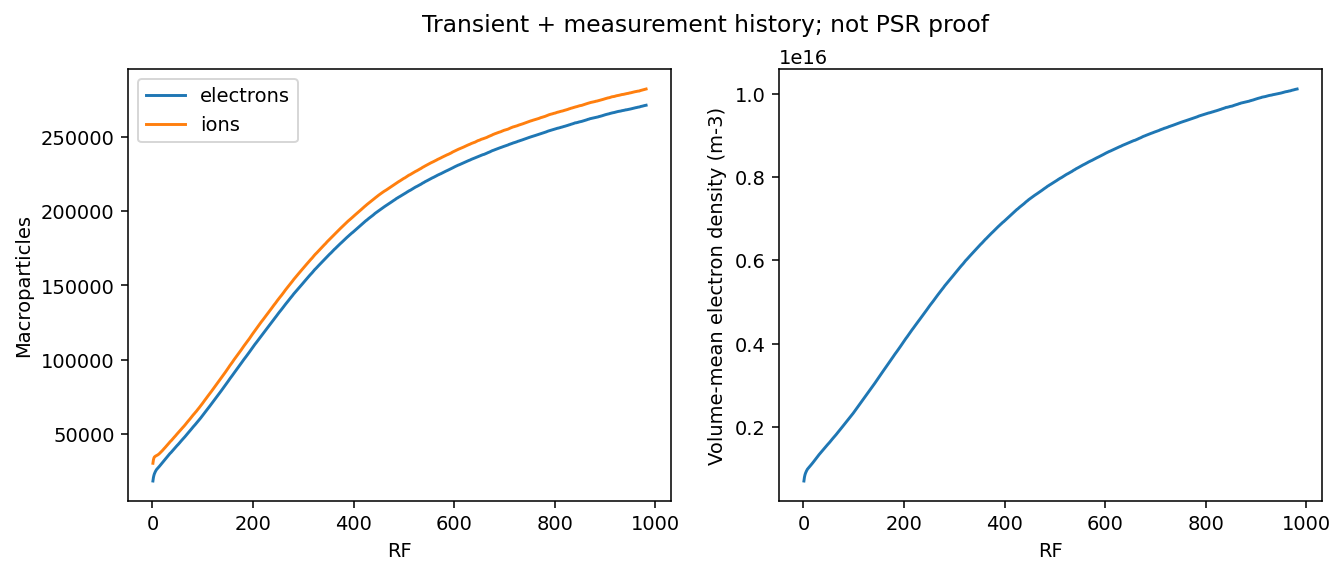 Transient + measurement history; not PSR proof
electrons
ions
Macroparticles
250000
200000
150000
100000
50000
0
200
400
600
800
1000
RF
1e16
Volume-mean electron density (m-3)
1.0
0.8
0.6
0.4
0.2
0
200
400
600
800
1000
RF